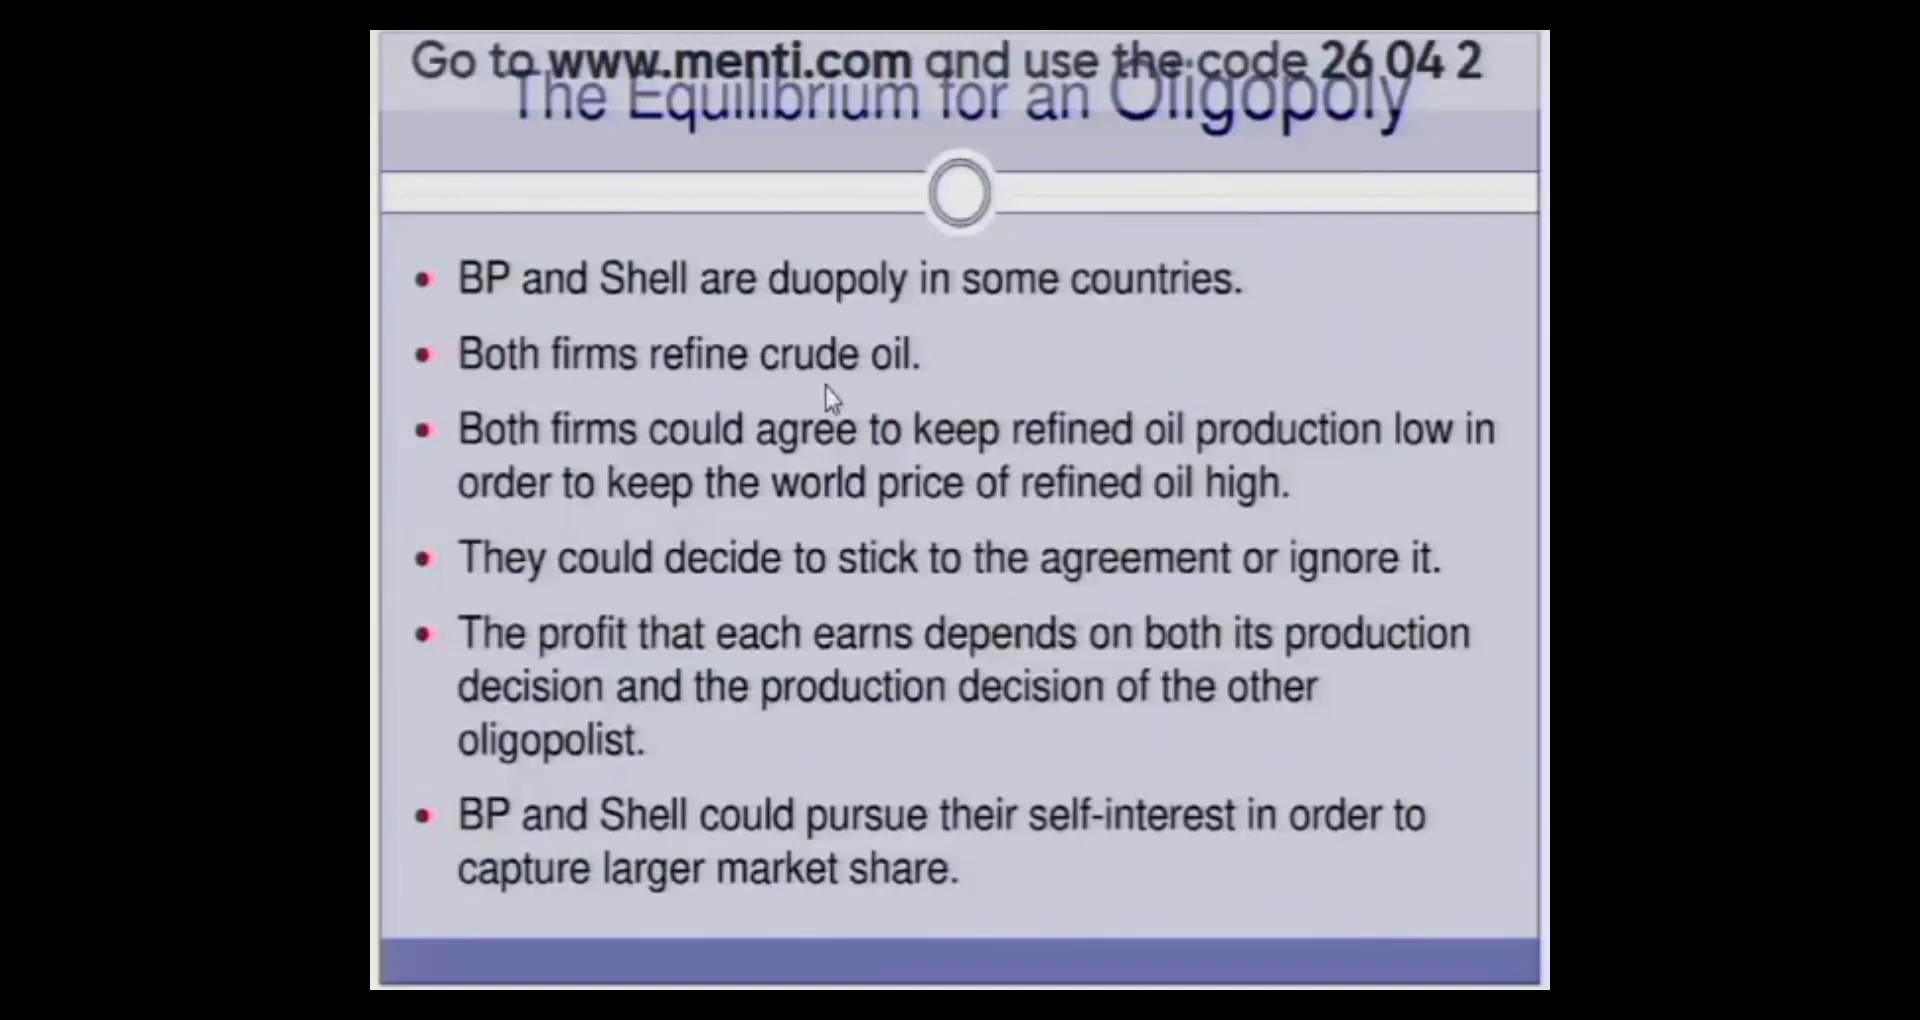 Go to www.menti.com and use the code 26 04 2
The Equilibrium for an Oligopoly
• BP and Shell are duopoly in some countries.
• Both firms refine crude oil.
• Both firms could agree to keep refined oil production low in
order to keep the world price of refined oil high.
• They could decide to stick to the agreement or ignore it.
• The profit that each earns depends on both its production
decision and the production decision of the other
oligopolist.
• BP and Shell could pursue their self-interest in order to
capture larger market share.